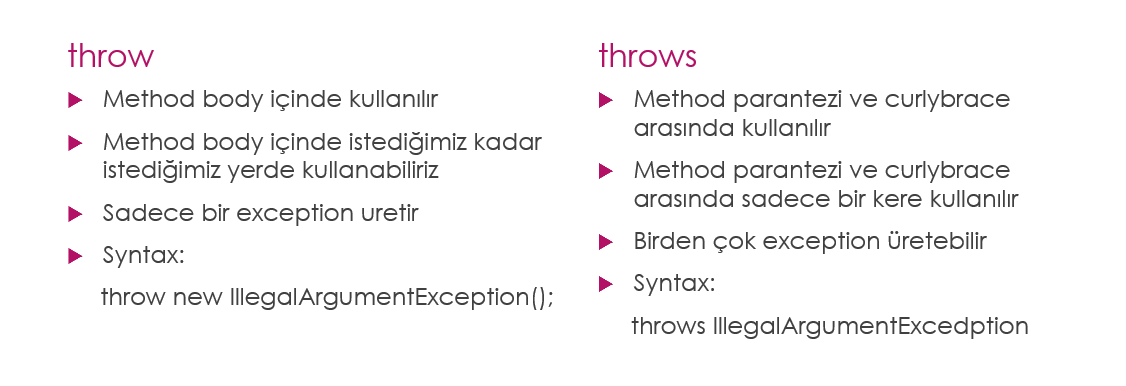 throw
Method body içinde kullanılır
Method body içinde istediğimiz kadar
istediğimiz yerde kullanabiliriz
Sadece bir exception uretir
Syntax:
throw new IllegalArgumentException();
throws
Method parantezi ve curlybrace
arasında kullanılır
Method parantezi ve curlybrace
arasında sadece bir kere kullanılır
Birden çok exception üretebilir
Syntax:
throws IllegalArgumentExcedption